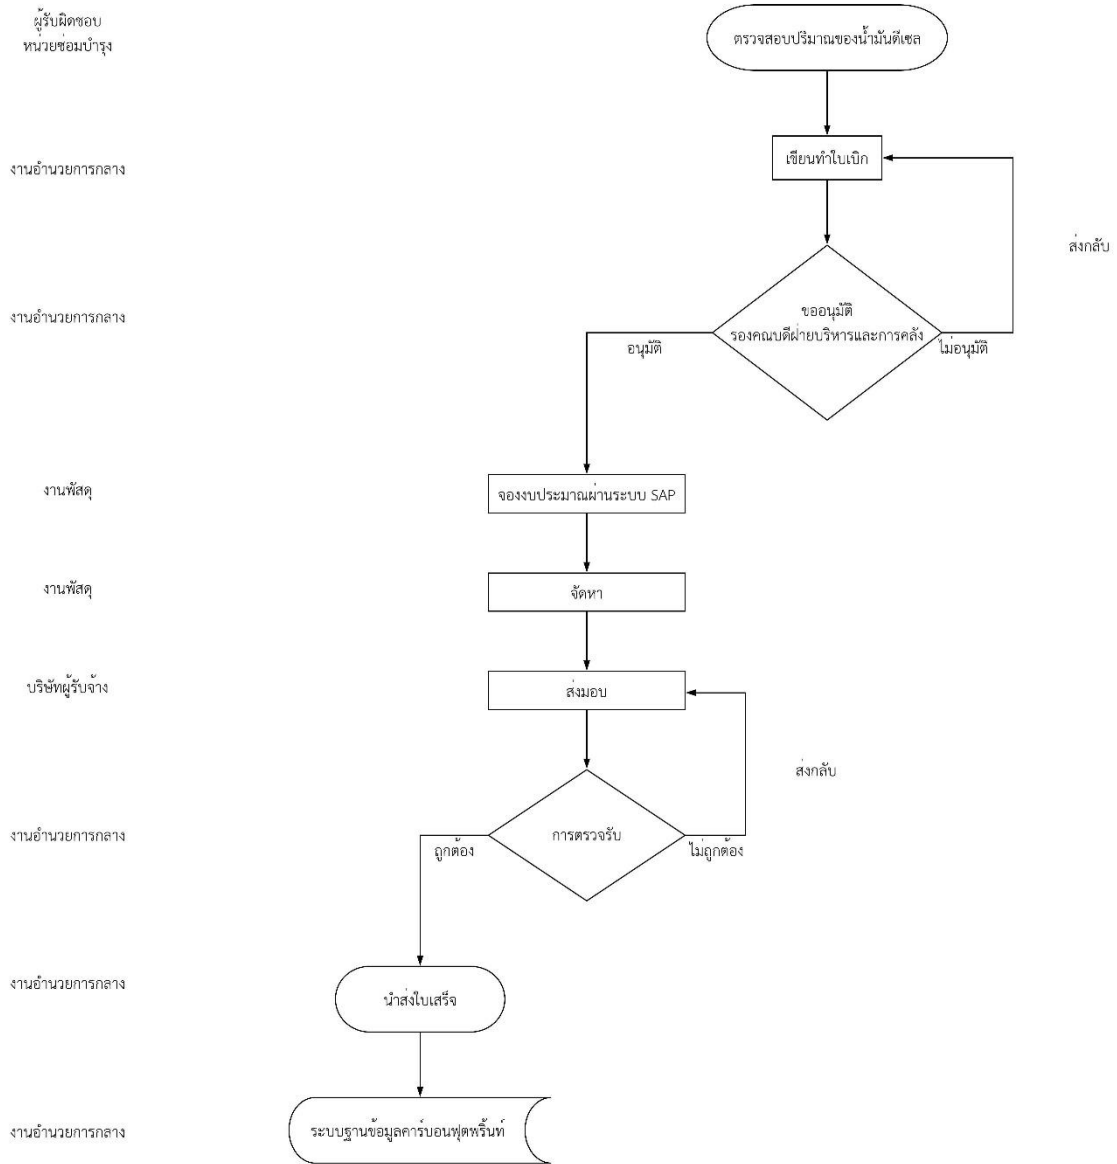 ผู้รับผิดชอบ
หน่วยซ่อมบำรุง
ตรวจสอบปริมาณของน้ำมันดีเซล
งานอำนวยการกลาง
เขียนทำใบเบิก
ส่งกลับ
งานอำนวยการกลาง
ขออนุมัติ
รองคณบดีฝ่ายบริหารและการคลัง
อนุมัติ
ไม่อนุมัติ
งานพัสดุ
จองงบประมาณผ่านระบบ SAP
งานพัสดุ
จัดหา
บริษัทผู้รับจ้าง
ส่งมอบ
ส่งกลับ
งานอำนวยการกลาง
การตรวจรับ
ถูกต้อง
ไม่ถูกต้อง
งานอำนวยการกลาง
นำส่งใบเสร็จ
งานอำนวยการกลาง
ระบบฐานข้อมูลคาร์บอนฟุตพริ้นท์